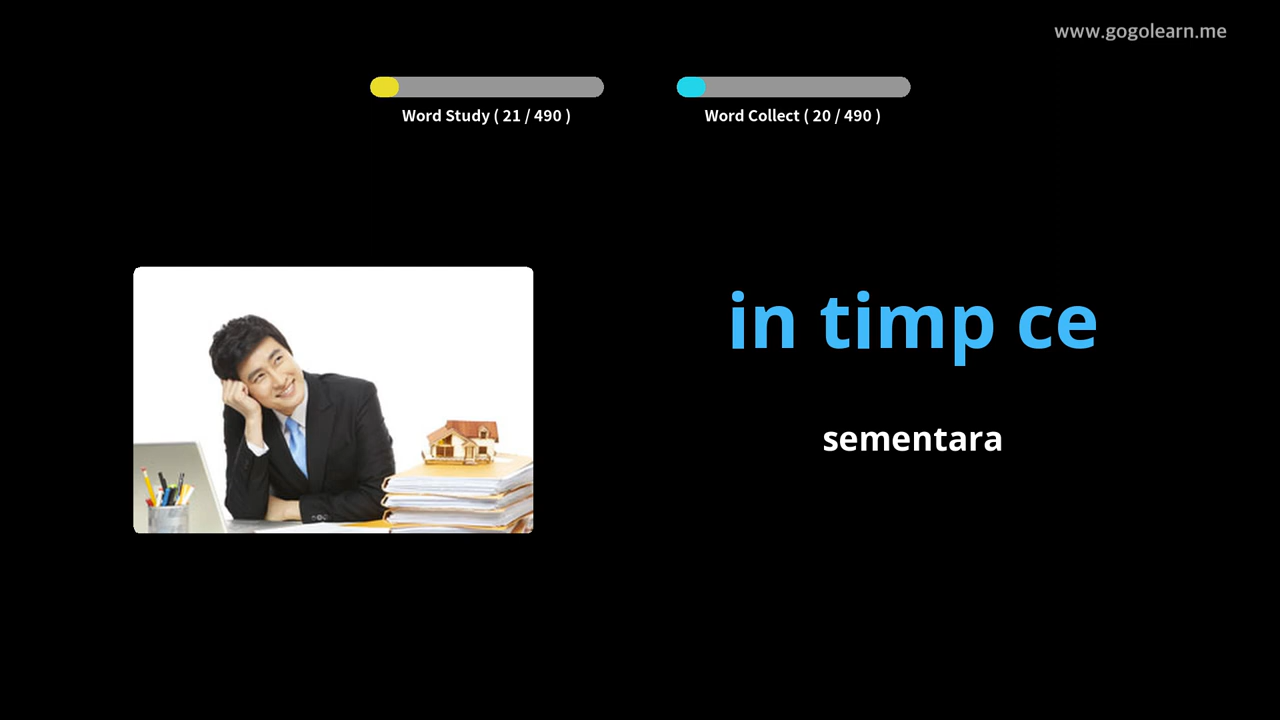 www.gogolearn.me
Word Study ( 21 / 490 )
Word Collect ( 20 / 490 )
in timp ce
sementara